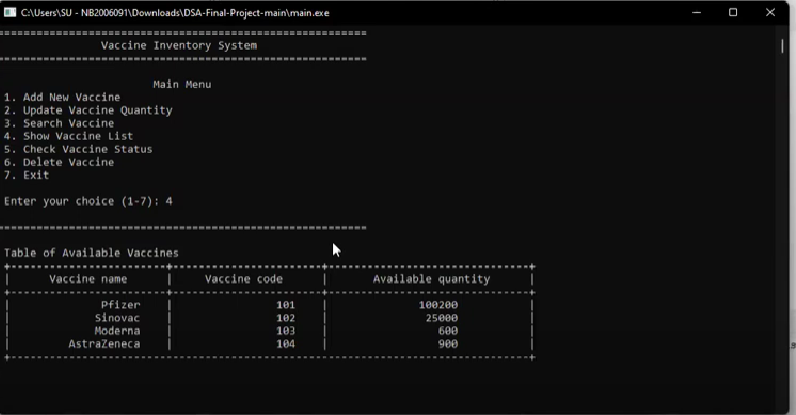 C:\Users\SU - NB2006091\Downloads\DSA-Final-Project-main\main.exe
============================================================
Vaccine Inventory System
------------------------------------------------------------
Main Menu
1. Add New Vaccine
2. Update Vaccine Quantity
3. Search Vaccine
4. Show Vaccine List
5. Check Vaccine Status
6. Delete Vaccine
7. Exit
Enter your choice (1-7): 4
============================================================
Table of Available Vaccines
| Vaccine name | Vaccine code | Available quantity |
| Pfizer | 101 | 100200 |
| Sinovac | 102 | 25000 |
| Moderna | 103 | 600 |
| AstraZeneca | 104 | 900 |